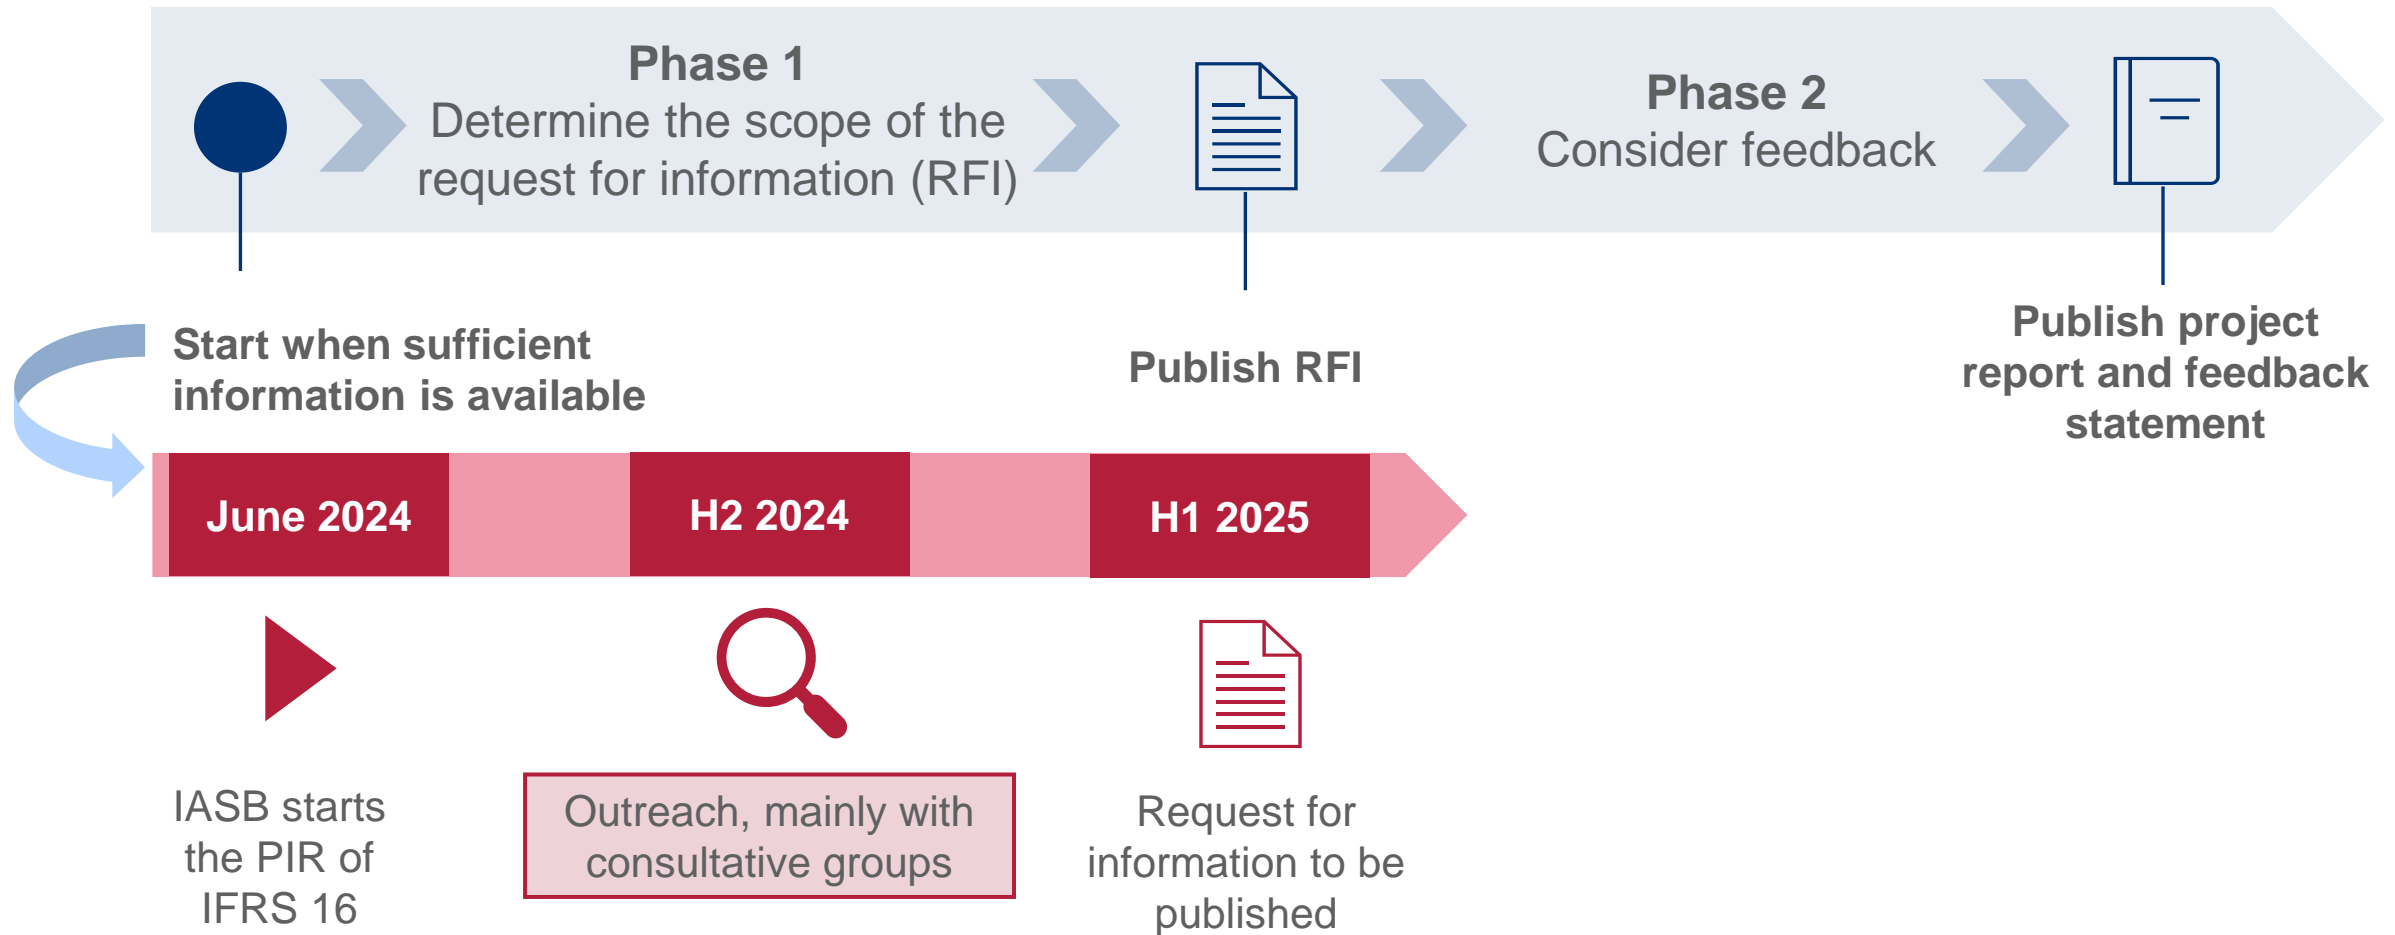 Phase 1
Determine the scope of the
request for information (RFI)
Phase 2
Consider feedback
Start when sufficient
information is available
Publish RFI
Publish project
report and feedback
statement
June 2024
H2 2024
H1 2025
IASB starts
the PIR of
IFRS 16
Outreach, mainly with
consultative groups
Request for
information to be
published